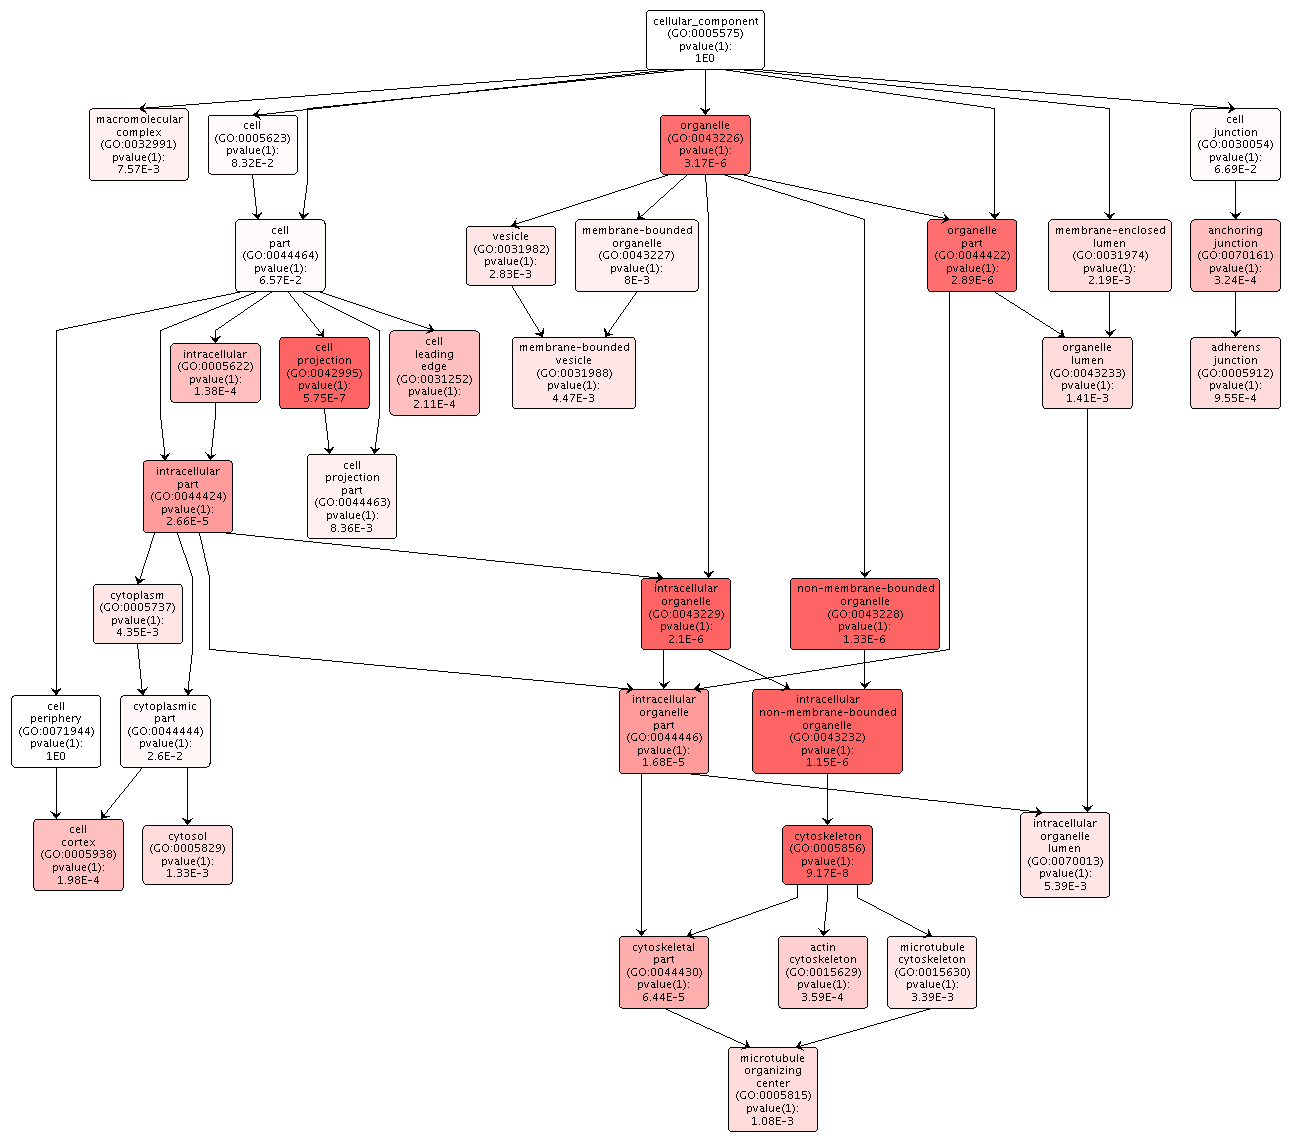 cellular_component
(GO:0005575)
pvalue(1):
1E0
macromolecular
complex
(GO:0032991)
pvalue(1):
7.57E-3
cell
(GO:0005623)
pvalue(1):
8.32E-2
organelle
(GO:0043226)
pvalue(1):
3.17E-6
cell
junction
(GO:0030054)
pvalue(1):
6.69E-2
cell
part
(GO:0044464)
pvalue(1):
6.57E-2
vesicle
(GO:0031982)
pvalue(1):
2.83E-3
membrane-bounded
organelle
(GO:0043227)
pvalue(1):
8E-3
organelle
part
(GO:0044422)
pvalue(1):
2.89E-6
membrane-enclosed
lumen
(GO:0031974)
pvalue(1):
2.19E-3
anchoring
junction
(GO:0070161)
pvalue(1):
3.24E-4
intracellular
(GO:0005622)
pvalue(1):
1.38E-4
cell
projection
(GO:0042995)
pvalue(1):
5.75E-7
cell
leading
edge
(GO:0031252)
pvalue(1):
2.11E-4
membrane-bounded
vesicle
(GO:0031988)
pvalue(1):
4.47E-3
organelle
lumen
(GO:0043233)
pvalue(1):
1.41E-3
adherens
junction
(GO:0005912)
pvalue(1):
9.55E-4
intracellular
part
(GO:0044424)
pvalue(1):
2.66E-5
cell
projection
part
(GO:0044463)
pvalue(1):
8.36E-3
cytoplasm
(GO:0005737)
pvalue(1):
4.35E-3
intracellular
organelle
(GO:0043229)
pvalue(1):
2.1E-6
non-membrane-bounded
organelle
(GO:0043228)
pvalue(1):
1.33E-6
cell
periphery
(GO:0071944)
pvalue(1):
1E0
cytoplasmic
part
(GO:0044444)
pvalue(1):
2.6E-2
intracellular
organelle
part
(GO:0044446)
pvalue(1):
1.68E-5
intracellular
non-membrane-bounded
organelle
(GO:0043232)
pvalue(1):
1.15E-6
cell
cortex
(GO:0005938)
pvalue(1):
1.98E-4
cytosol
(GO:0005829)
pvalue(1):
1.33E-3
cytoskeleton
(GO:0005856)
pvalue(1):
9.17E-8
intracellular
organelle
lumen
(GO:0070013)
pvalue(1):
5.39E-3
cytoskeletal
part
(GO:0044430)
pvalue(1):
6.44E-5
actin
cytoskeleton
(GO:0015629)
pvalue(1):
3.59E-4
microtubule
cytoskeleton
(GO:0015630)
pvalue(1):
3.39E-3
microtubule
organizing
center
(GO:0005815)
pvalue(1):
1.08E-3